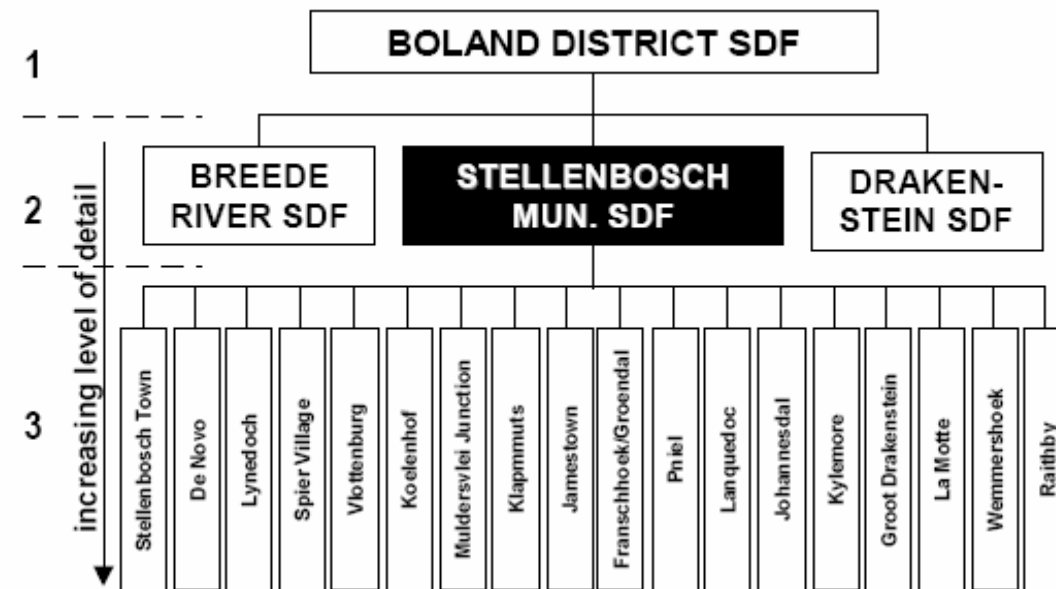 1
BOLAND DISTRICT SDF
2
BREEDE
RIVER SDF
STELLENBOSCH
MUN. SDF
DRAKEN-
STEIN SDF
increasing level of detail
3
Stellenbosch Town
De Novo
Lynedoch
Spier Village
Vlottenburg
Koelenhof
Muldersvlei Junction
Klapmmuts
Jamestown
Franschhoek/Groendal
Pniel
Lanquedoc
Johannesdal
Kylemore
Groot Drakenstein
La Motte
Wemmershoek
Raithby